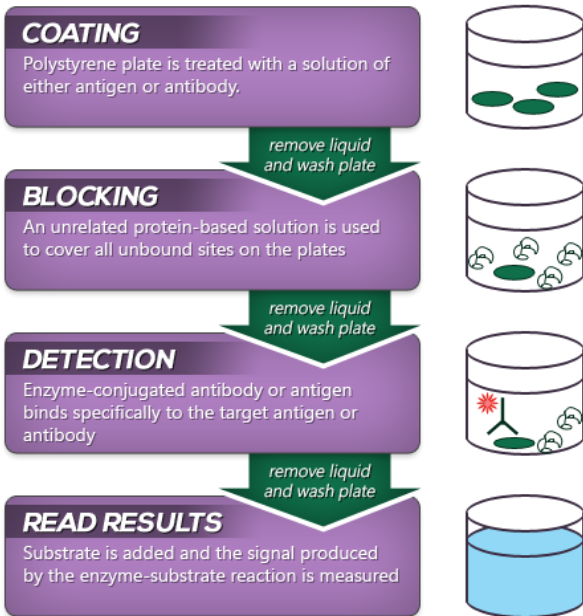 COATING
Polystyrene plate is treated with a solution of
either antigen or antibody.
remove liquid
and wash plate
BLOCKING
An unrelated protein-based solution is used
to cover all unbound sites on the plates
remove liquid
and wash plate
DETECTION
Enzyme-conjugated antibody or antigen
binds specifically to the target antigen or
antibody
remove liquid
and wash plate
READ RESULTS
Substrate is added and the signal produced
by the enzyme-substrate reaction is measured